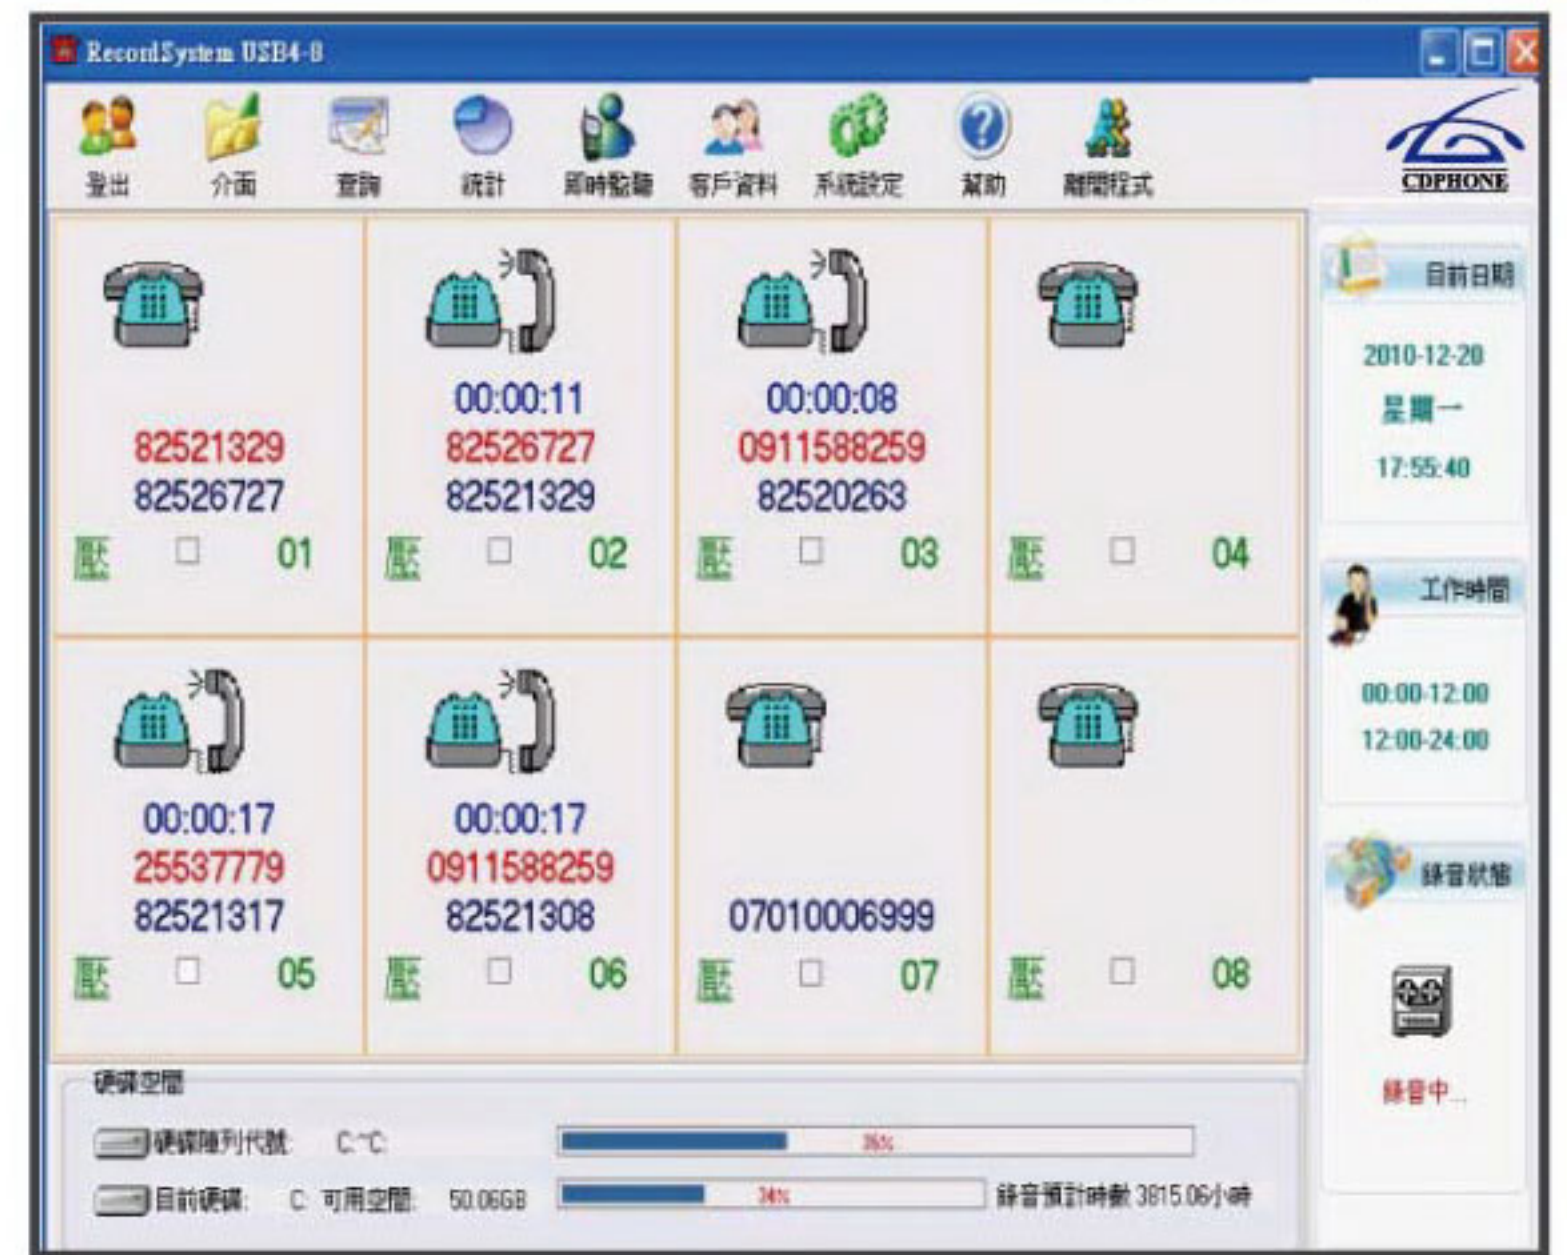 RecordSystem USB4-8
登出 介面 查詢 統計 即時監聽 客戶資料 系統設定 幫助 離開程式
CDPHONE
82521329
82526727
壓 01
00:00:11
82526727
82521329
壓 02
00:00:08
0911588259
82520263
壓 03
壓 04
00:00:17
25537779
82521317
壓 05
00:00:17
0911588259
82521308
壓 06
07010006999
壓 07
壓 08
目前日期
2010-12-20
星期一
17:55:40
工作時間
00:00-12:00
12:00-24:00
錄音狀態
錄音中...
硬碟空間
硬碟陣列代號: C:~C: 36%
目前硬碟: C: 可用空間: 50.06GB 34% 錄音預計時數 3815.06小時